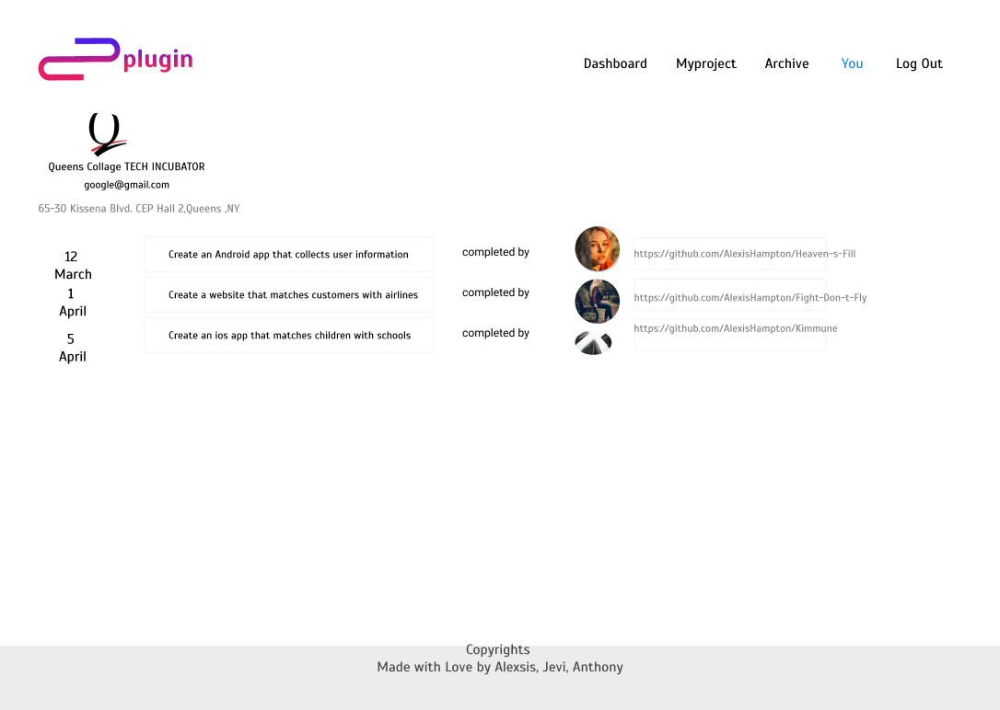 plugin
Dashboard Myproject Archive You Log Out
Queens Collage TECH INCUBATOR
google@gmail.com
65-30 Kissena Blvd. CEP Hall 2,Queens ,NY
12
March
Create an Android app that collects user information
completed by
https://github.com/AlexisHampton/Heaven-s-Fill
1
April
Create a website that matches customers with airlines
completed by
https://github.com/AlexisHampton/Fight-Don-t-Fly
5
April
Create an ios app that matches children with schools
completed by
https://github.com/AlexisHampton/Kimmune
Copyrights
Made with Love by Alexsis, Jevi, Anthony